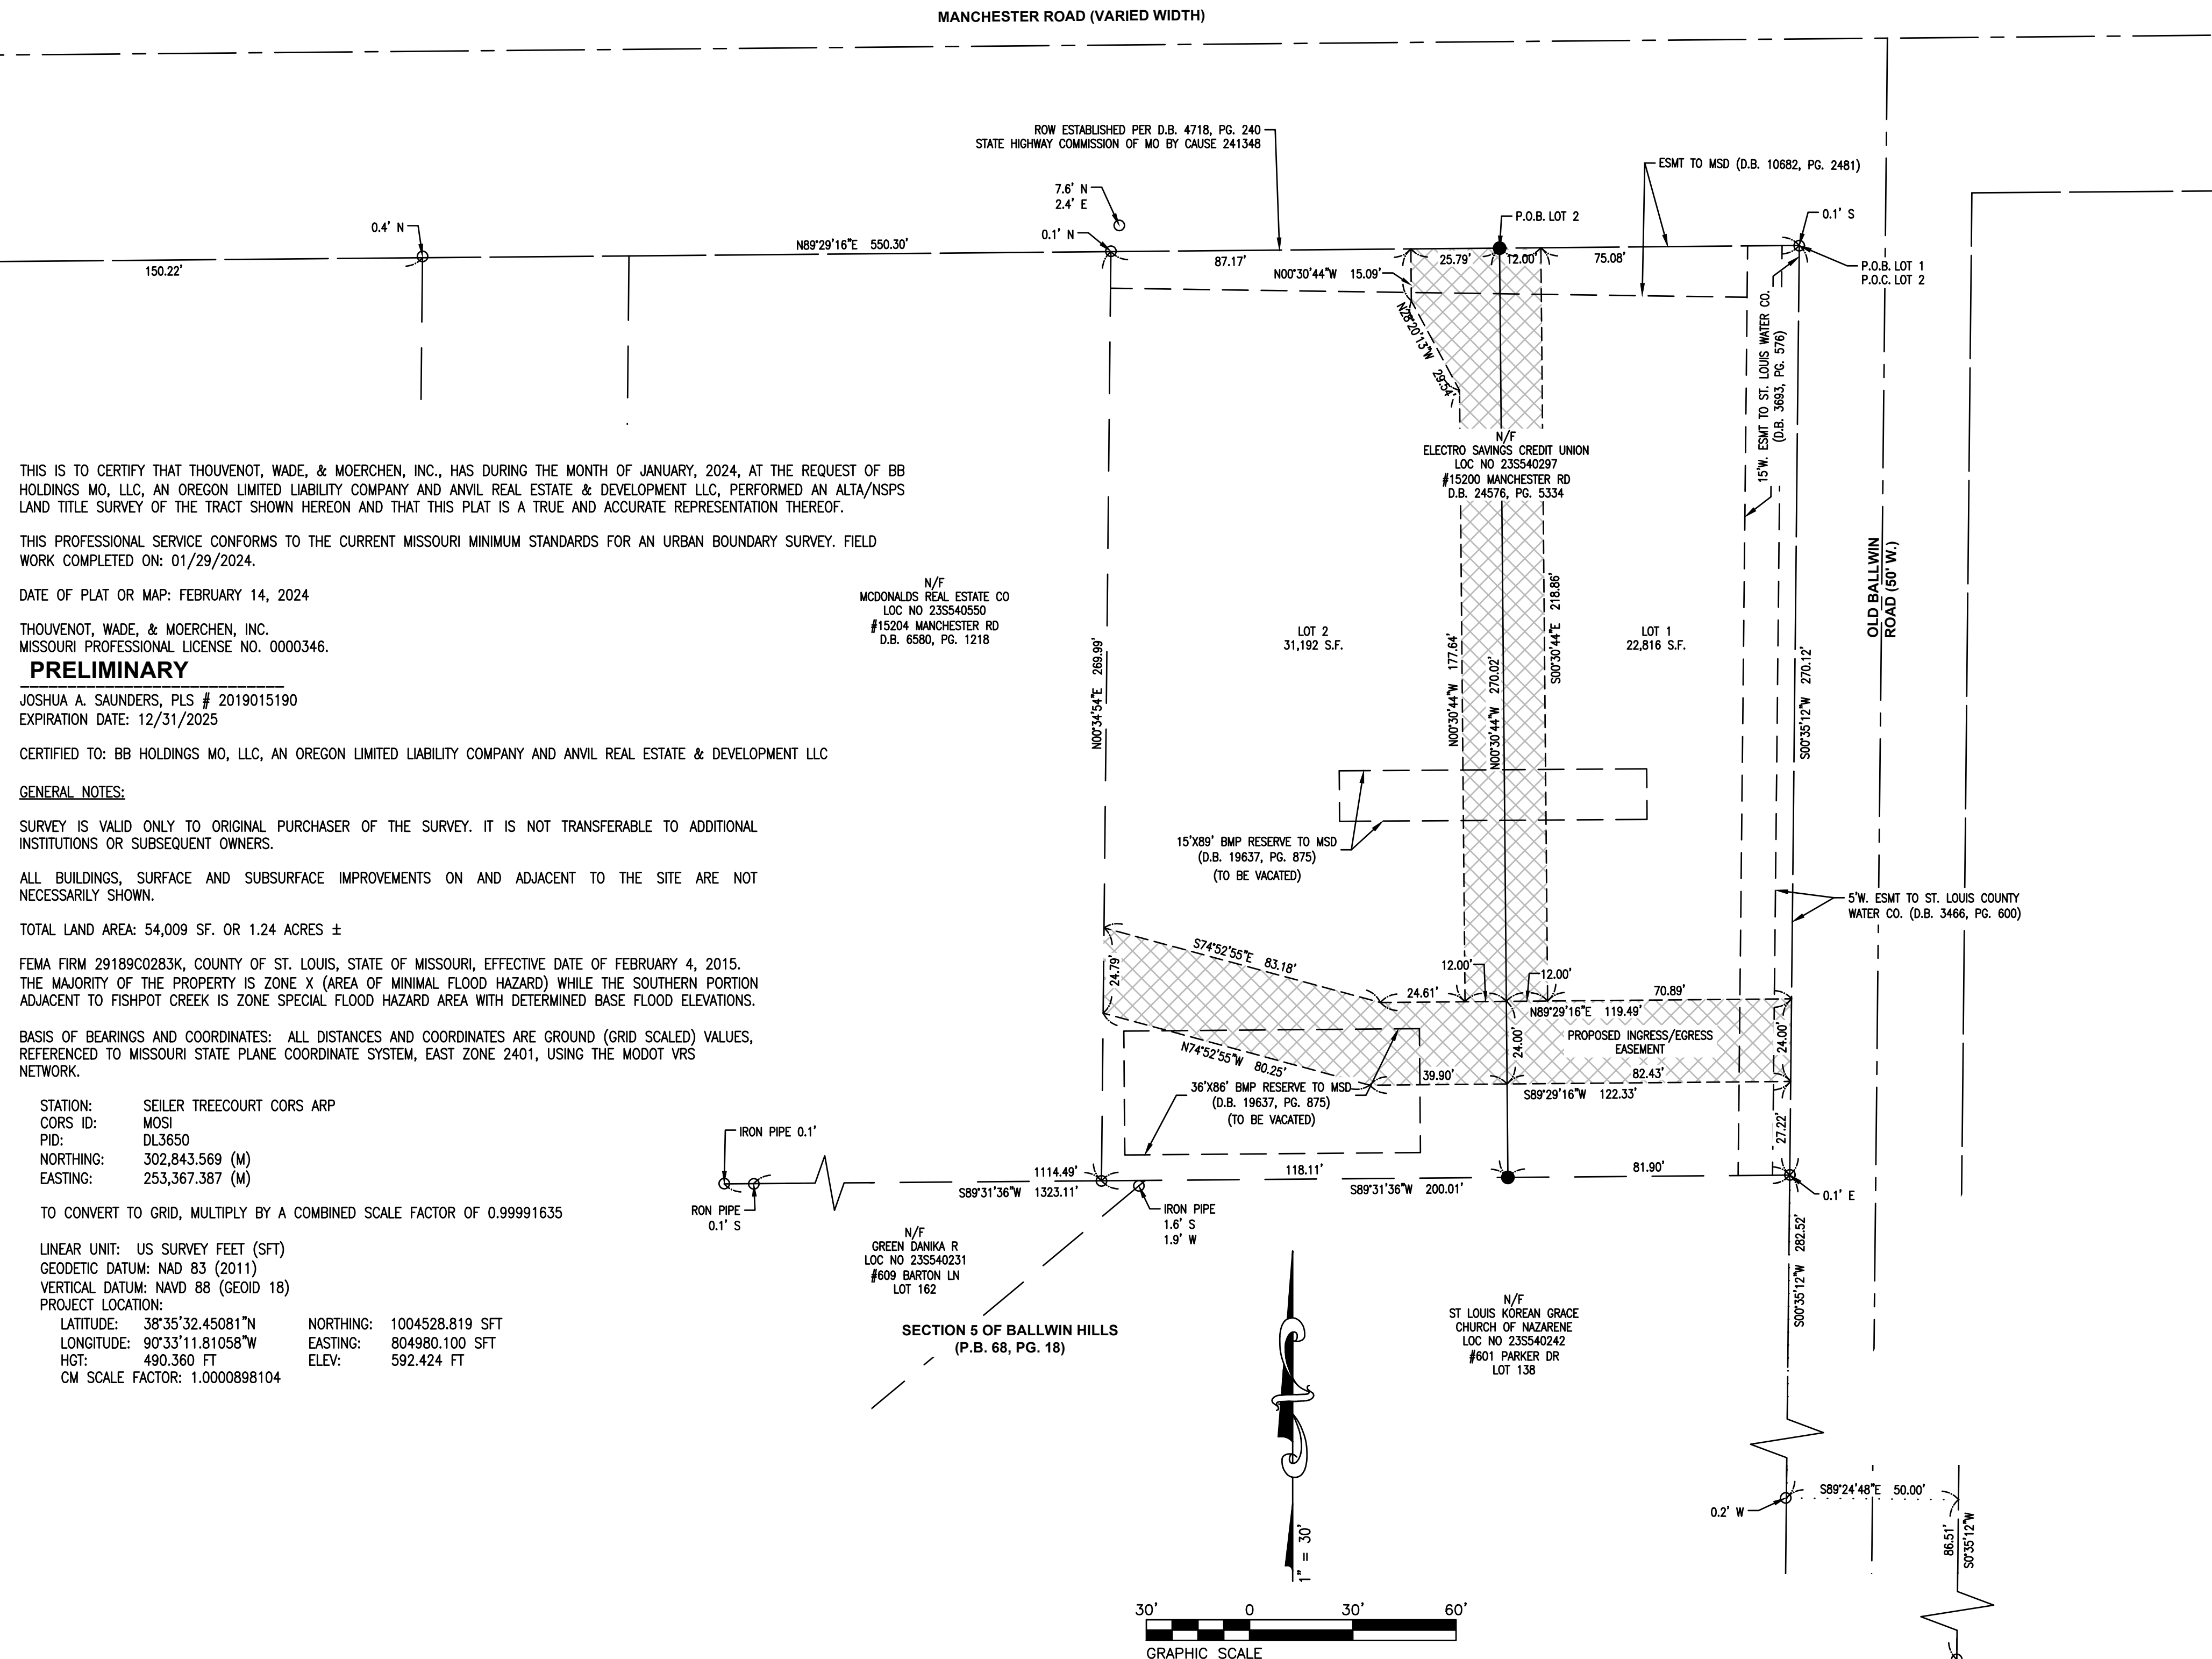 MANCHESTER ROAD (VARIED WIDTH)
ROW ESTABLISHED PER D.B. 4718, PG. 240
STATE HIGHWAY COMMISSION OF MO BY CAUSE 241348
ESMT TO MSD (D.B. 10682, PG. 2481)
7.6' N
2.4' E
0.4' N
0.1' N
P.O.B. LOT 2
0.1' S
N89°29'16"E 550.30'
150.22'
87.17'
25.79'
12.00'
75.08'
P.O.B. LOT 1
P.O.C. LOT 2
N00°30'44"W 15.09'
N28°20'13"W 29.54'
15'W. ESMT TO ST. LOUIS WATER CO.
(D.B. 3693, PG. 576)
N/F
ELECTRO SAVINGS CREDIT UNION
LOC NO 23S540297
#15200 MANCHESTER RD
D.B. 24576, PG. 5334
THIS IS TO CERTIFY THAT THOUVENOT, WADE, & MOERCHEN, INC., HAS DURING THE MONTH OF JANUARY, 2024, AT THE REQUEST OF BB
HOLDINGS MO, LLC, AN OREGON LIMITED LIABILITY COMPANY AND ANVIL REAL ESTATE & DEVELOPMENT LLC, PERFORMED AN ALTA/NSPS
LAND TITLE SURVEY OF THE TRACT SHOWN HEREON AND THAT THIS PLAT IS A TRUE AND ACCURATE REPRESENTATION THEREOF.
THIS PROFESSIONAL SERVICE CONFORMS TO THE CURRENT MISSOURI MINIMUM STANDARDS FOR AN URBAN BOUNDARY SURVEY. FIELD
WORK COMPLETED ON: 01/29/2024.
DATE OF PLAT OR MAP: FEBRUARY 14, 2024
THOUVENOT, WADE, & MOERCHEN, INC.
MISSOURI PROFESSIONAL LICENSE NO. 0000346.
PRELIMINARY
JOSHUA A. SAUNDERS, PLS # 2019015190
EXPIRATION DATE: 12/31/2025
CERTIFIED TO: BB HOLDINGS MO, LLC, AN OREGON LIMITED LIABILITY COMPANY AND ANVIL REAL ESTATE & DEVELOPMENT LLC
GENERAL NOTES:
SURVEY IS VALID ONLY TO ORIGINAL PURCHASER OF THE SURVEY. IT IS NOT TRANSFERABLE TO ADDITIONAL
INSTITUTIONS OR SUBSEQUENT OWNERS.
ALL BUILDINGS, SURFACE AND SUBSURFACE IMPROVEMENTS ON AND ADJACENT TO THE SITE ARE NOT
NECESSARILY SHOWN.
TOTAL LAND AREA: 54,009 SF. OR 1.24 ACRES ±
FEMA FIRM 29189C0283K, COUNTY OF ST. LOUIS, STATE OF MISSOURI, EFFECTIVE DATE OF FEBRUARY 4, 2015.
THE MAJORITY OF THE PROPERTY IS ZONE X (AREA OF MINIMAL FLOOD HAZARD) WHILE THE SOUTHERN PORTION
ADJACENT TO FISHPOT CREEK IS ZONE SPECIAL FLOOD HAZARD AREA WITH DETERMINED BASE FLOOD ELEVATIONS.
BASIS OF BEARINGS AND COORDINATES: ALL DISTANCES AND COORDINATES ARE GROUND (GRID SCALED) VALUES,
REFERENCED TO MISSOURI STATE PLANE COORDINATE SYSTEM, EAST ZONE 2401, USING THE MODOT VRS
NETWORK.
STATION: SEILER TREECOURT CORS ARP
CORS ID: MOSI
PID: DL3650
NORTHING: 302,843.569 (M)
EASTING: 253,367.387 (M)
TO CONVERT TO GRID, MULTIPLY BY A COMBINED SCALE FACTOR OF 0.99991635
LINEAR UNIT: US SURVEY FEET (SFT)
GEODETIC DATUM: NAD 83 (2011)
VERTICAL DATUM: NAVD 88 (GEOID 18)
PROJECT LOCATION:
LATITUDE: 38°35'32.45081"N NORTHING: 1004528.819 SFT
LONGITUDE: 90°33'11.81058"W EASTING: 804980.100 SFT
HGT: 490.360 FT ELEV: 592.424 FT
CM SCALE FACTOR: 1.0000898104
N/F
MCDONALDS REAL ESTATE CO
LOC NO 23S540550
#15204 MANCHESTER RD
D.B. 6580, PG. 1218
N00°34'54"E 269.99'
LOT 2
31,192 S.F.
N00°30'44"W 177.64'
N00°30'44"W 270.02'
S00°30'44"E 218.86'
LOT 1
22,816 S.F.
S00°35'12"W 270.12'
OLD BALLWIN
ROAD (50' W.)
15'X89' BMP RESERVE TO MSD
(D.B. 19637, PG. 875)
(TO BE VACATED)
5'W. ESMT TO ST. LOUIS COUNTY
WATER CO. (D.B. 3466, PG. 600)
24.79'
S74°52'55"E 83.18'
24.61'
12.00'
12.00'
70.89'
N89°29'16"E 119.49'
PROPOSED INGRESS/EGRESS
EASEMENT
24.00'
24.00'
N74°52'55"W 80.25'
39.90'
82.43'
S89°29'16"W 122.33'
36'X86' BMP RESERVE TO MSD
(D.B. 19637, PG. 875)
(TO BE VACATED)
27.22'
IRON PIPE 0.1'
RON PIPE
0.1' S
1114.49'
S89°31'36"W 1323.11'
118.11'
S89°31'36"W 200.01'
81.90'
0.1' E
IRON PIPE
1.6' S
1.9' W
N/F
GREEN DANIKA R
LOC NO 23S540231
#609 BARTON LN
LOT 162
SECTION 5 OF BALLWIN HILLS
(P.B. 68, PG. 18)
N/F
ST LOUIS KOREAN GRACE
CHURCH OF NAZARENE
LOC NO 23S540242
#601 PARKER DR
LOT 138
S00°35'12"W 282.52'
S89°24'48"E 50.00'
0.2' W
86.51'
S0°35'12"W
1" = 30'
30' 0 30' 60'
GRAPHIC SCALE